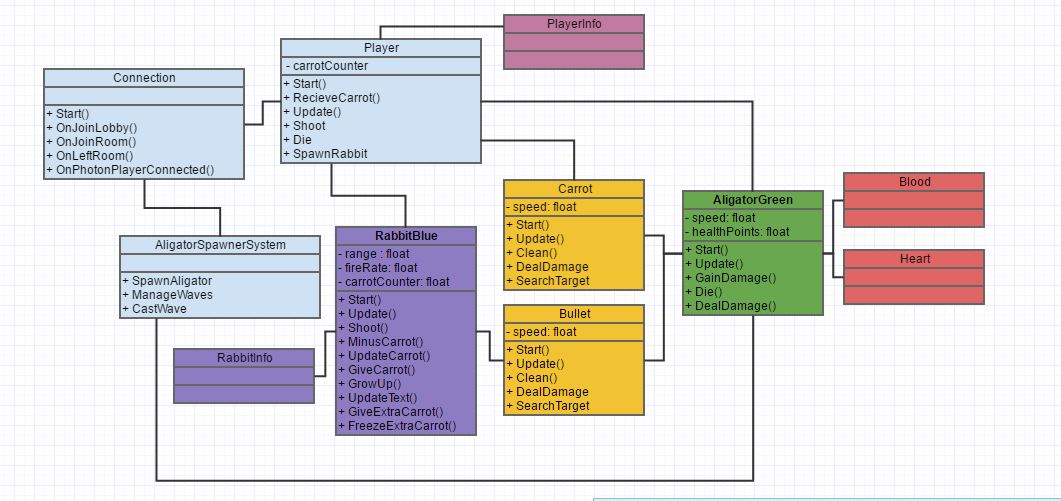 PlayerInfo
Player
- carrotCounter
+ Start()
+ RecieveCarrot()
+ Update()
+ Shoot
+ Die
+ SpawnRabbit
Connection
+ Start()
+ OnJoinLobby()
+ OnJoinRoom()
+ OnLeftRoom()
+ OnPhotonPlayerConnected()
AligatorSpawnerSystem
+ SpawnAligator
+ ManageWaves
+ CastWave
RabbitInfo
RabbitBlue
- range : float
- fireRate: float
- carrotCounter: float
+ Start()
+ Update()
+ Shoot()
+ MinusCarrot()
+ UpdateCarrot()
+ GiveCarrot()
+ GrowUp()
+ UpdateText()
+ GiveExtraCarrot()
+ FreezeExtraCarrot()
Carrot
- speed: float
+ Start()
+ Update()
+ Clean()
+ DealDamage
+ SearchTarget
Bullet
- speed: float
+ Start()
+ Update()
+ Clean()
+ DealDamage
+ SearchTarget
AligatorGreen
- speed: float
- healthPoints: float
+ Start()
+ Update()
+ GainDamage()
+ Die()
+ DealDamage()
Blood
Heart